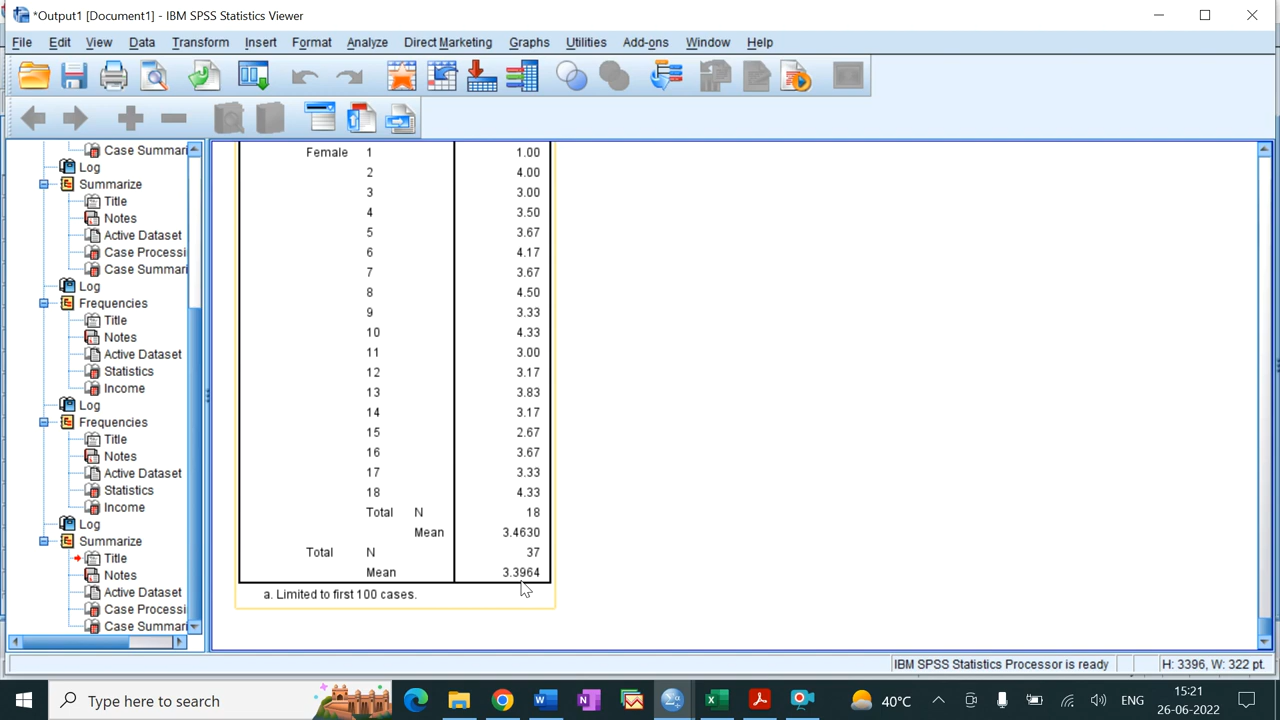 *Output1 [Document1] - IBM SPSS Statistics Viewer
File Edit View Data Transform Insert Format Analyze Direct Marketing Graphs Utilities Add-ons Window Help
Case Summari
Log
Summarize
Title
Notes
Active Dataset
Case Processi
Case Summari
Log
Frequencies
Title
Notes
Active Dataset
Statistics
Income
Log
Frequencies
Title
Notes
Active Dataset
Statistics
Income
Log
Summarize
Title
Notes
Active Dataset
Case Processi
Case Summari
Female 1 1.00
2 4.00
3 3.00
4 3.50
5 3.67
6 4.17
7 3.67
8 4.50
9 3.33
10 4.33
11 3.00
12 3.17
13 3.83
14 3.17
15 2.67
16 3.67
17 3.33
18 4.33
Total N 18
Mean 3.4630
Total N 37
Mean 3.3964
a. Limited to first 100 cases.
IBM SPSS Statistics Processor is ready H: 3396, W: 322 pt.
Type here to search
40°C
ENG
15:21
26-06-2022